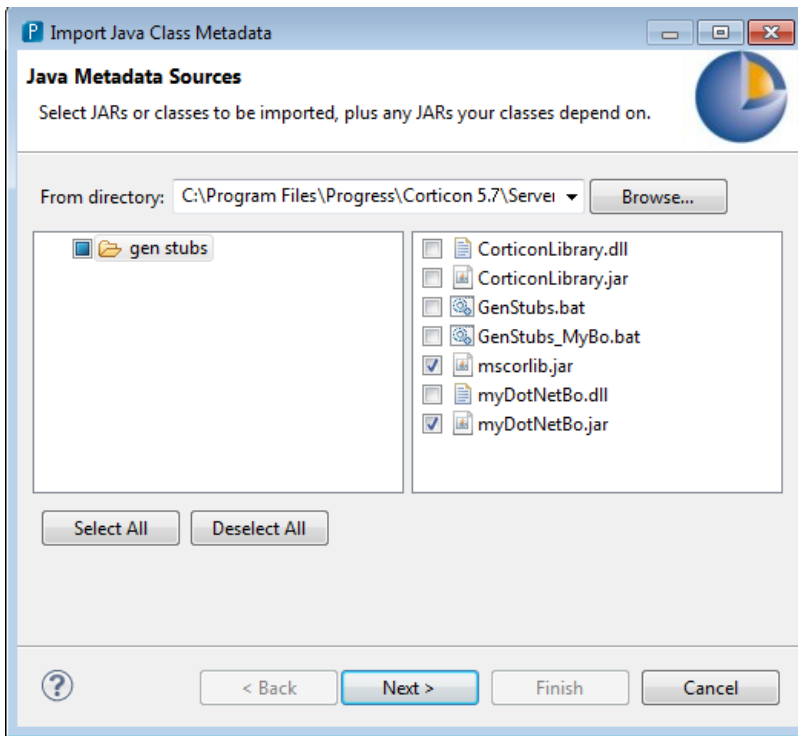 Import Java Class Metadata
Java Metadata Sources
Select JARs or classes to be imported, plus any JARs your classes depend on.
From directory: C:\Program Files\Progress\Corticon 5.7\Server Browse...
gen stubs
CorticonLibrary.dll
CorticonLibrary.jar
GenStubs.bat
GenStubs_MyBo.bat
mscorlib.jar
myDotNetBo.dll
myDotNetBo.jar
Select All Deselect All
? < Back Next > Finish Cancel